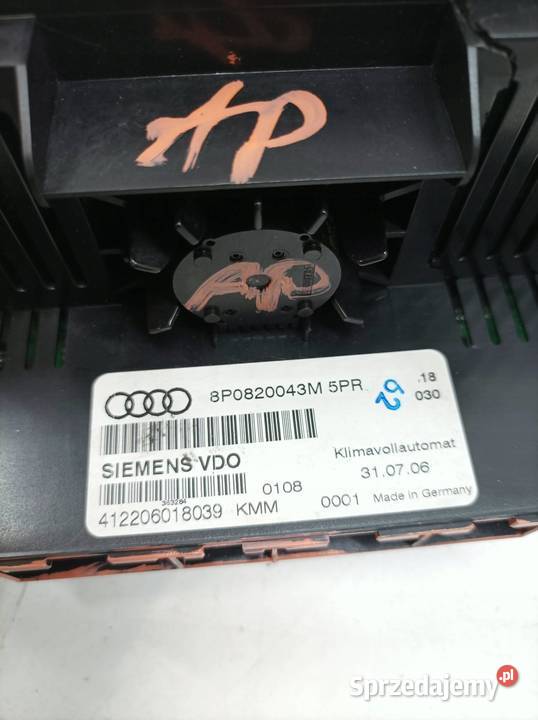 AP
AP
8P0820043M 5PR
.18
030
SIEMENS VDO
Klimavollautomat
31.07.06
363284
0108
0001 Made in Germany
412206018039 KMM
Sprzedajemy.pl